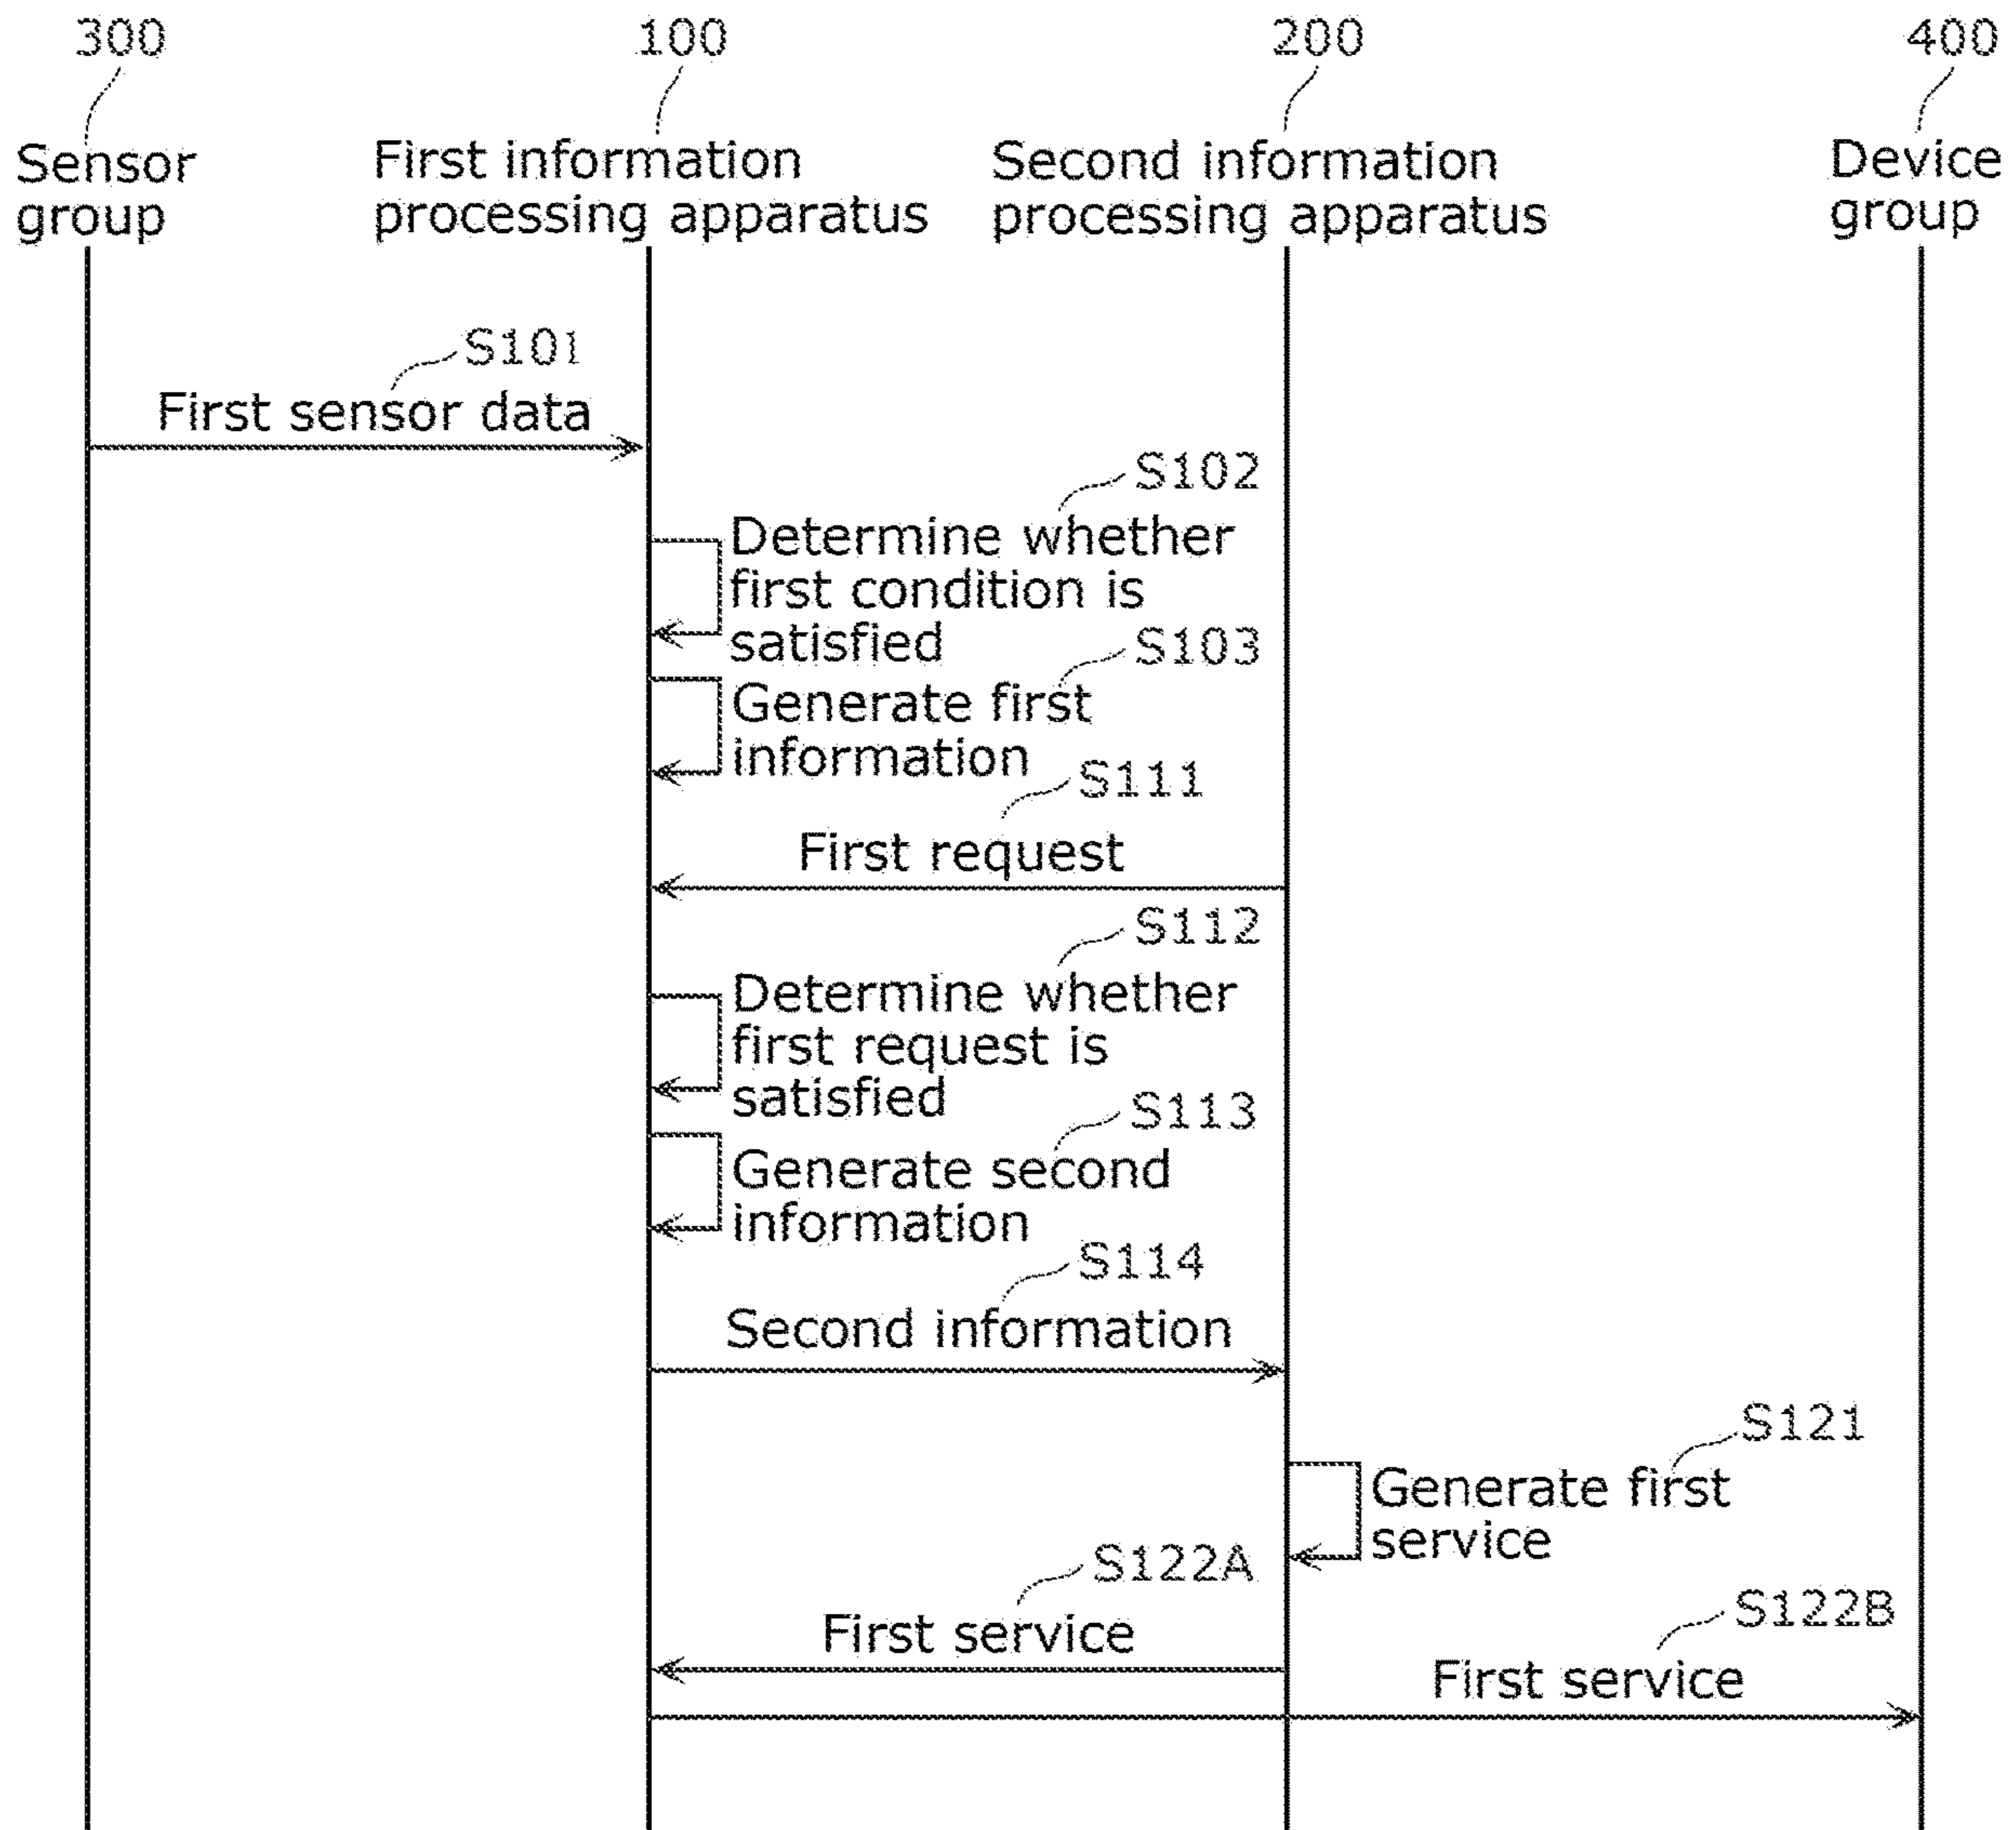 300
100
200
400
Sensor
group
First information
processing apparatus
Second information
processing apparatus
Device
group
S101
First sensor data
S102
Determine whether
first condition is
satisfied
S103
Generate first
information
S111
First request
S112
Determine whether
first request is
satisfied
S113
Generate second
information
S114
Second information
S121
Generate first
service
S122A
First service
S122B
First service